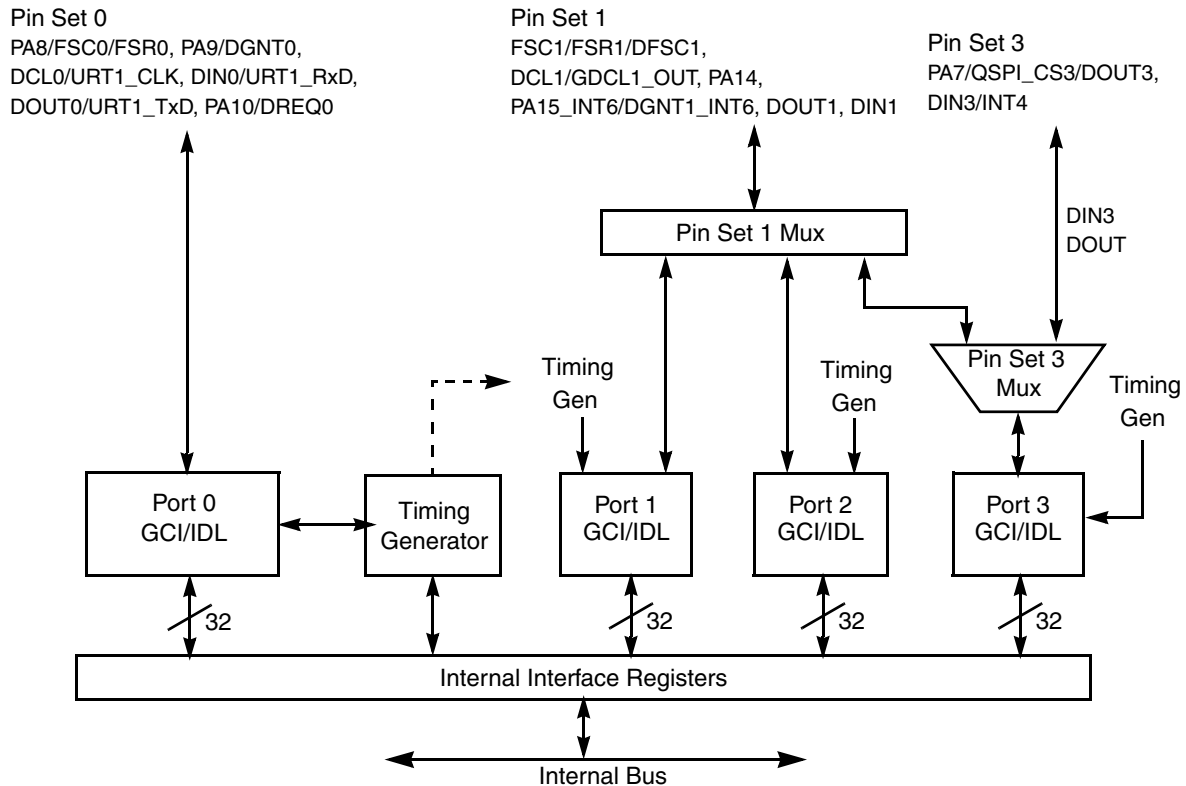 Pin Set 0
PA8/FSC0/FSR0, PA9/DGNT0,
DCL0/URT1_CLK, DIN0/URT1_RxD,
DOUT0/URT1_TxD, PA10/DREQ0
Pin Set 1
FSC1/FSR1/DFSC1,
DCL1/GDCL1_OUT, PA14,
PA15_INT6/DGNT1_INT6, DOUT1, DIN1
Pin Set 3
PA7/QSPI_CS3/DOUT3,
DIN3/INT4
DIN3
DOUT
Pin Set 1 Mux
Pin Set 3
Mux
Timing
Gen
Timing
Gen
Timing
Gen
Port 0
GCI/IDL
Timing
Generator
Port 1
GCI/IDL
Port 2
GCI/IDL
Port 3
GCI/IDL
32
32
32
32
Internal Interface Registers
Internal Bus